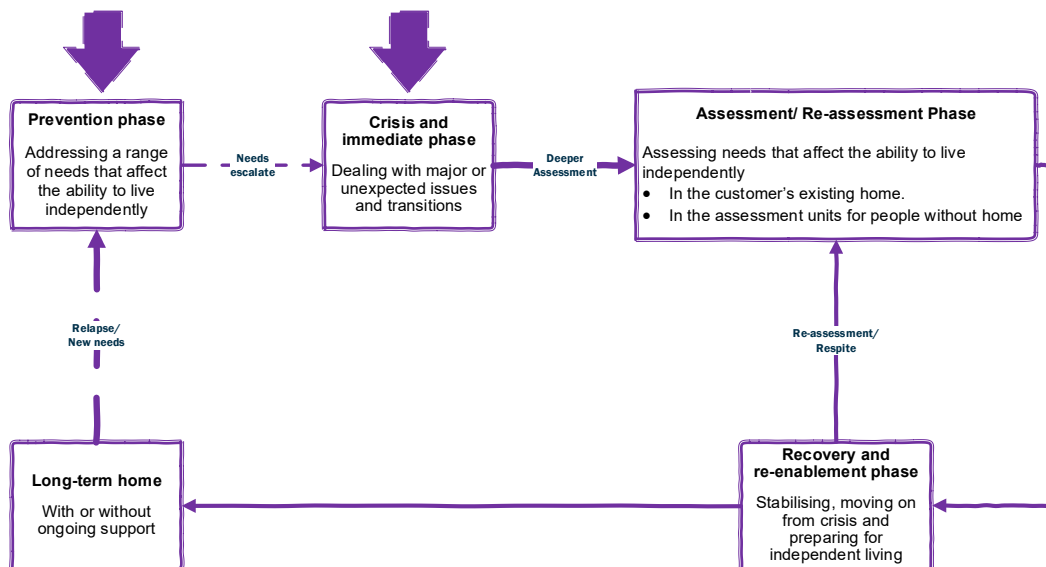 Prevention phase
Addressing a range
of needs that affect
the ability to live
independently
Needs
escalate
Crisis and
immediate phase
Dealing with major or
unexpected issues
and transitions
Deeper
Assessment
Assessment/ Re-assessment Phase
Assessing needs that affect the ability to live
independently
• In the customer’s existing home.
• In the assessment units for people without home
Relapse/
New needs
Re-assessment/
Respite
Long-term home
With or without
ongoing support
Recovery and
re-enablement phase
Stabilising, moving on
from crisis and
preparing for
independent living